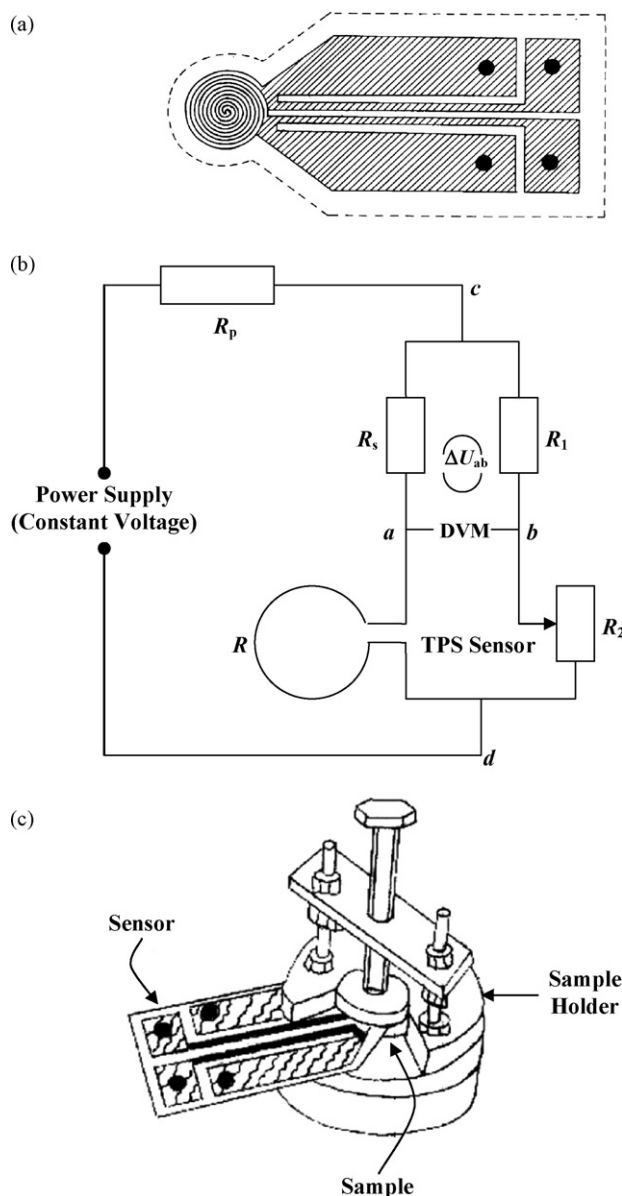 (a)
(b)
c
Rp
Rs
ΔUab
R1
Power Supply
(Constant Voltage)
a
DVM
b
R
TPS Sensor
R2
d
(c)
Sensor
Sample
Holder
Sample